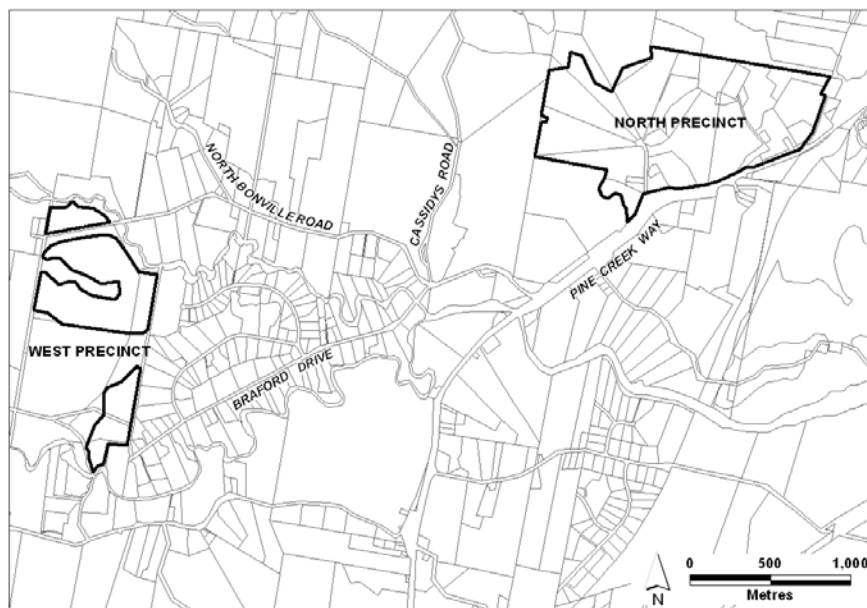 NORTH PRECINCT
NORTH BONVILLE ROAD
CASSIDYS ROAD
PINE CREEK WAY
WEST PRECINCT
BRAFORD DRIVE
0 500 1,000
Metres
N